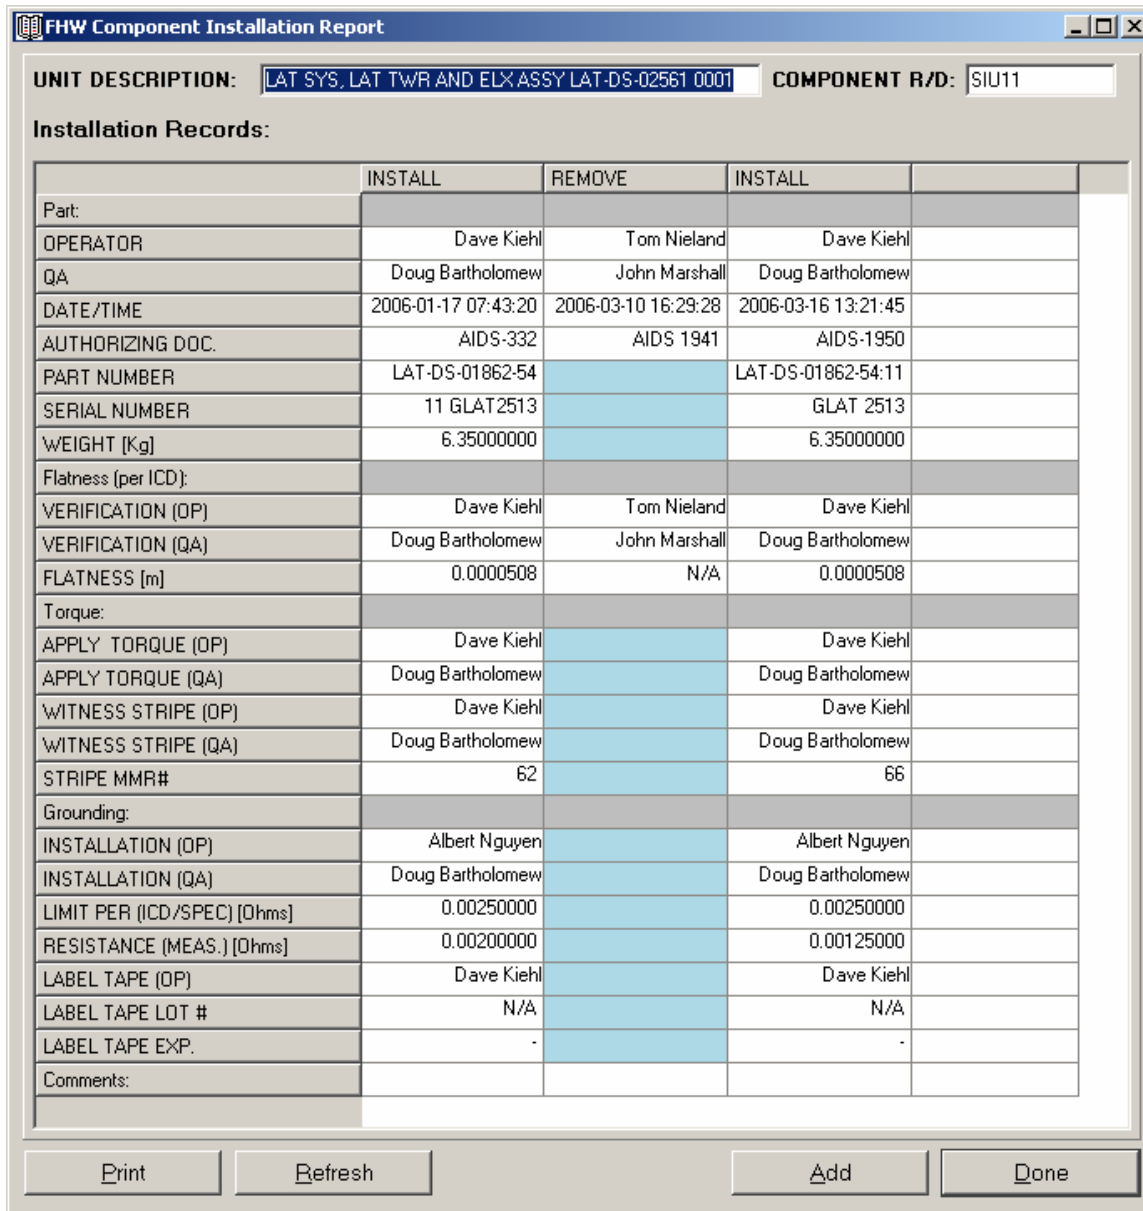 FHW Component Installation Report
UNIT DESCRIPTION: LAT SYS, LAT TWR AND ELX ASSY LAT-DS-02561 0001 COMPONENT R/D: SIU11
Installation Records:
INSTALL REMOVE INSTALL
Part:
OPERATOR Dave Kiehl Tom Nieland Dave Kiehl
QA Doug Bartholomew John Marshall Doug Bartholomew
DATE/TIME 2006-01-17 07:43:20 2006-03-10 16:29:28 2006-03-16 13:21:45
AUTHORIZING DOC. AIDS-332 AIDS 1941 AIDS-1950
PART NUMBER LAT-DS-01862-54 LAT-DS-01862-54:11
SERIAL NUMBER 11 GLAT2513 GLAT 2513
WEIGHT [Kg] 6.35000000 6.35000000
Flatness (per ICD):
VERIFICATION (OP) Dave Kiehl Tom Nieland Dave Kiehl
VERIFICATION (QA) Doug Bartholomew John Marshall Doug Bartholomew
FLATNESS [m] 0.0000508 N/A 0.0000508
Torque:
APPLY TORQUE (OP) Dave Kiehl Dave Kiehl
APPLY TORQUE (QA) Doug Bartholomew Doug Bartholomew
WITNESS STRIPE (OP) Dave Kiehl Dave Kiehl
WITNESS STRIPE (QA) Doug Bartholomew Doug Bartholomew
STRIPE MMR# 62 66
Grounding:
INSTALLATION (OP) Albert Nguyen Albert Nguyen
INSTALLATION (QA) Doug Bartholomew Doug Bartholomew
LIMIT PER (ICD/SPEC) [Ohms] 0.00250000 0.00250000
RESISTANCE (MEAS.) [Ohms] 0.00200000 0.00125000
LABEL TAPE (OP) Dave Kiehl Dave Kiehl
LABEL TAPE LOT # N/A N/A
LABEL TAPE EXP. - -
Comments:
Print Refresh Add Done